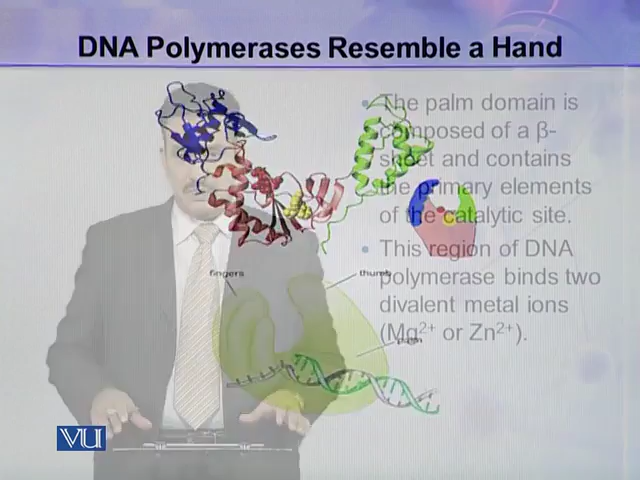 DNA Polymerases Resemble a Hand
• The palm domain is
composed of a β-
sheet and contains
the primary elements
of the catalytic site.
• This region of DNA
polymerase binds two
divalent metal ions
(Mg²⁺ or Zn²⁺).
fingers
thumb
palm
VU